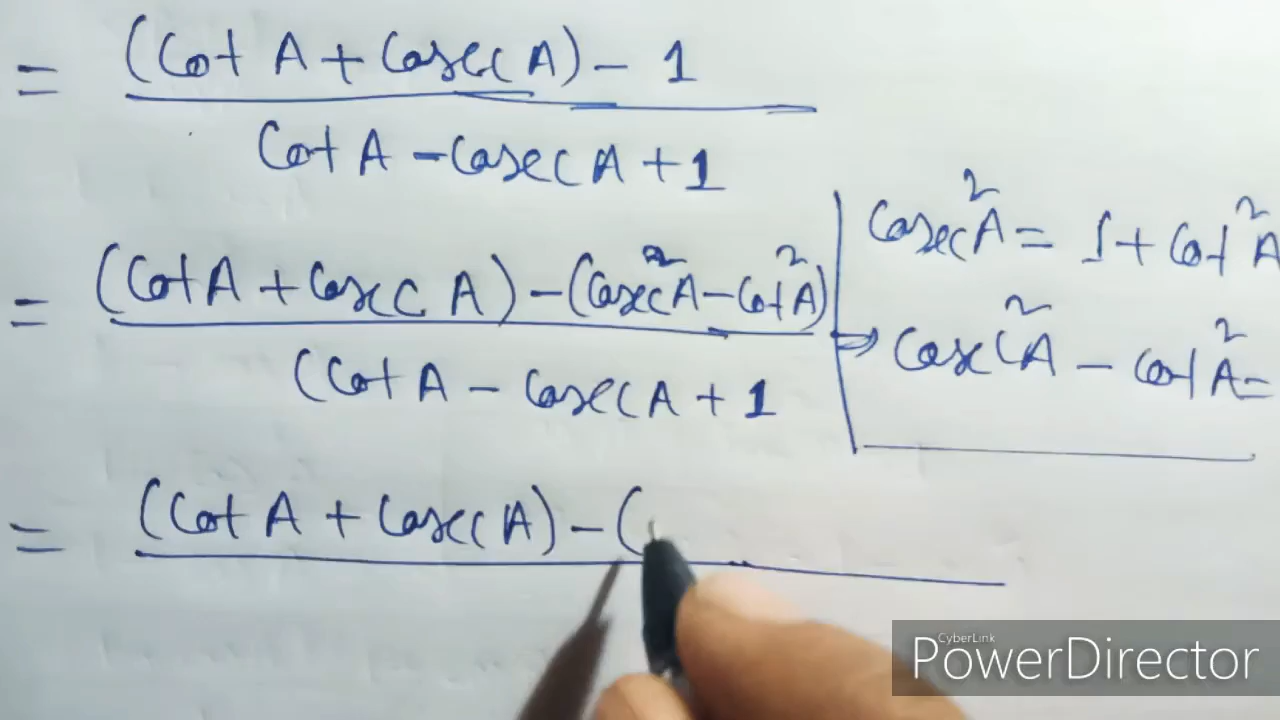 = (Cot A + Cosec A) - 1
Cot A - Cosec A + 1
= (Cot A + Cosec A) - (Cosec²A - Cot²A)
(Cot A - Cosec A + 1
Cosec²A = 1 + Cot²A
⇒ Cosec²A - Cot²A =
= (Cot A + Cosec A) - (
CyberLink
PowerDirector